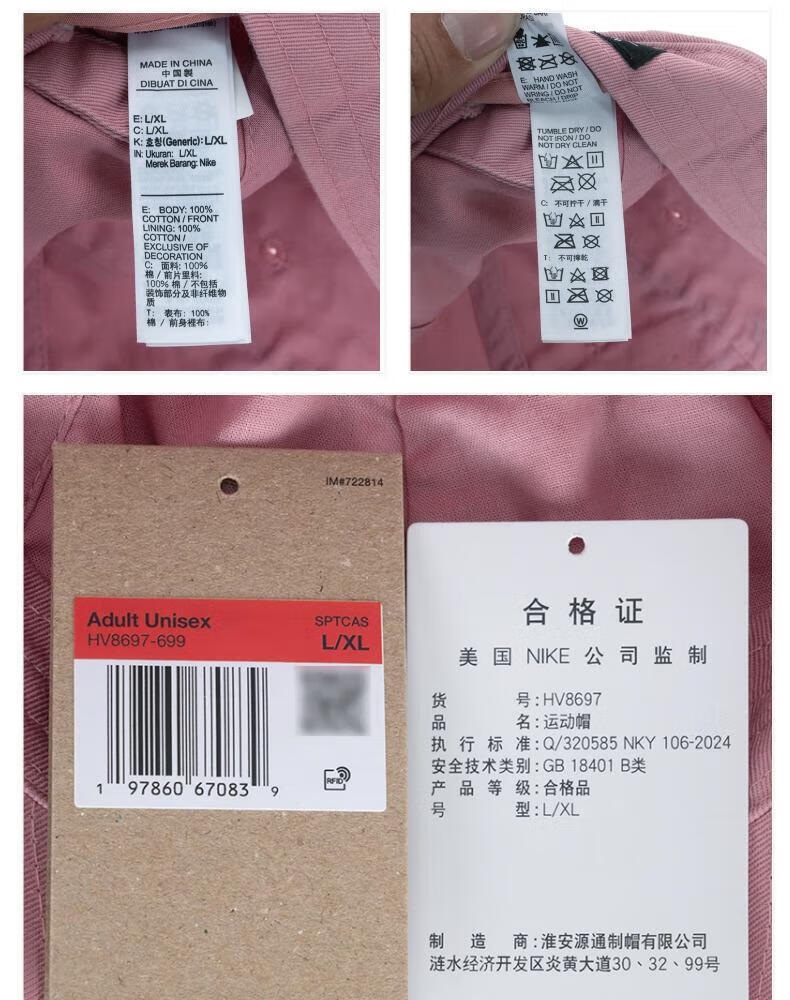 MADE IN CHINA
中国製
DIBUAT DI CINA
E: L/XL
C: L/XL
K: 호칭(Generic): L/XL
IN: Ukuran: L/XL
Merek Barang: Nike
E: BODY: 100%
COTTON / FRONT
LINING: 100%
COTTON /
EXCLUSIVE OF
DECORATION
C: 面料: 100%
棉 / 前片里料:
100% 棉 / 不包括
装饰部分及非纤维物
质
T: 表布: 100%
棉 / 前身裡布:
E: HAND WASH
WARM / DO NOT
WRING / DO NOT
BLEACH / DRIP
TUMBLE DRY / DO
NOT IRON / DO
NOT DRY CLEAN
C: 不可拧干 / 滴干
T: 不可擰乾
W
IM#722814
Adult Unisex
HV8697-699
SPTCAS
L/XL
1 97860 67083 9
RFID
合格证
美国 NIKE 公司监制
货号:HV8697
品名:运动帽
执行标准:Q/320585 NKY 106-2024
安全技术类别:GB 18401 B类
产品等级:合格品
号型:L/XL
制造商:淮安源通制帽有限公司
涟水经济开发区炎黄大道30、32、99号